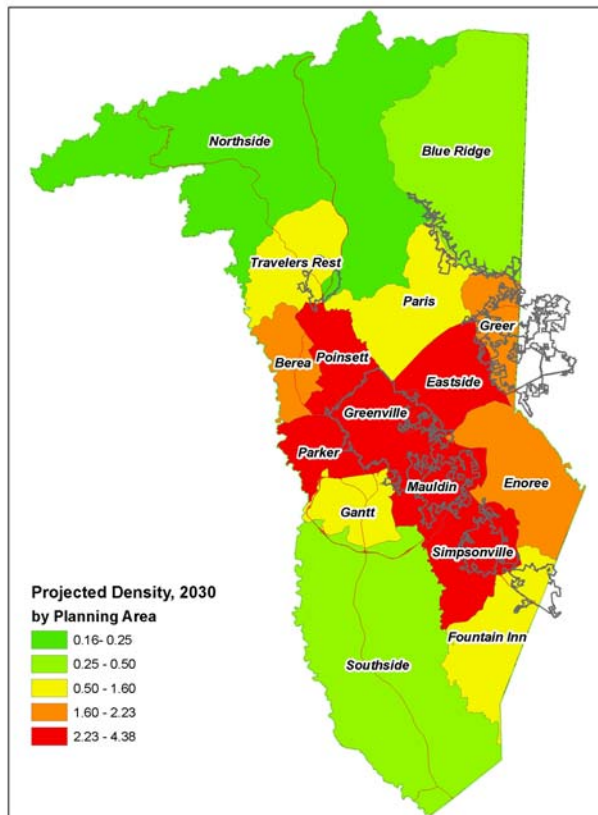 Northside
Blue Ridge
Travelers Rest
Paris
Greer
Berea
Poinsett
Eastside
Greenville
Parker
Mauldin
Enoree
Gantt
Simpsonville
Fountain Inn
Southside
Projected Density, 2030
by Planning Area
0.16- 0.25
0.25 - 0.50
0.50 - 1.60
1.60 - 2.23
2.23 - 4.38